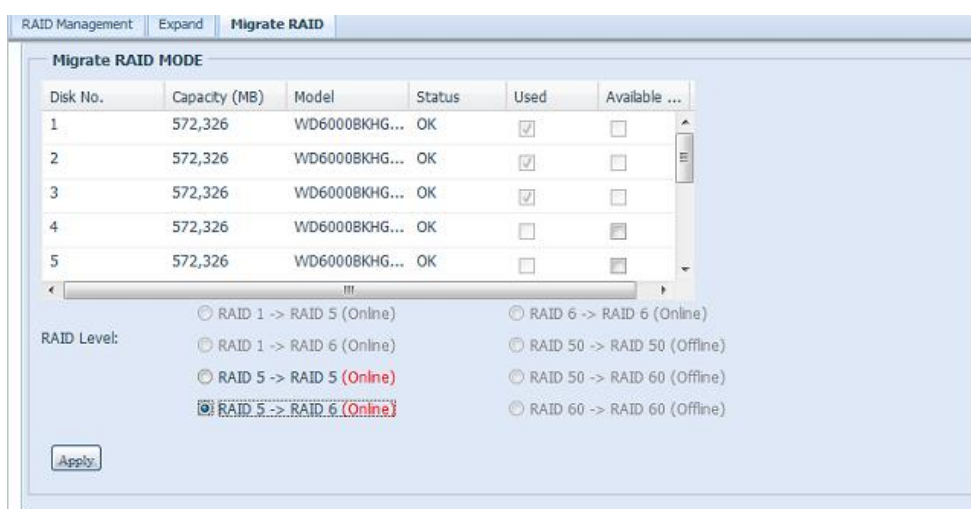 RAID Management Expand Migrate RAID
Migrate RAID MODE
Disk No. Capacity (MB) Model Status Used Available ...
1 572,326 WD6000BKHG... OK
2 572,326 WD6000BKHG... OK
3 572,326 WD6000BKHG... OK
4 572,326 WD6000BKHG... OK
5 572,326 WD6000BKHG... OK
RAID Level:
RAID 1 -> RAID 5 (Online) RAID 6 -> RAID 6 (Online)
RAID 1 -> RAID 6 (Online) RAID 50 -> RAID 50 (Offline)
RAID 5 -> RAID 5 (Online) RAID 50 -> RAID 60 (Offline)
RAID 5 -> RAID 6 (Online) RAID 60 -> RAID 60 (Offline)
Apply